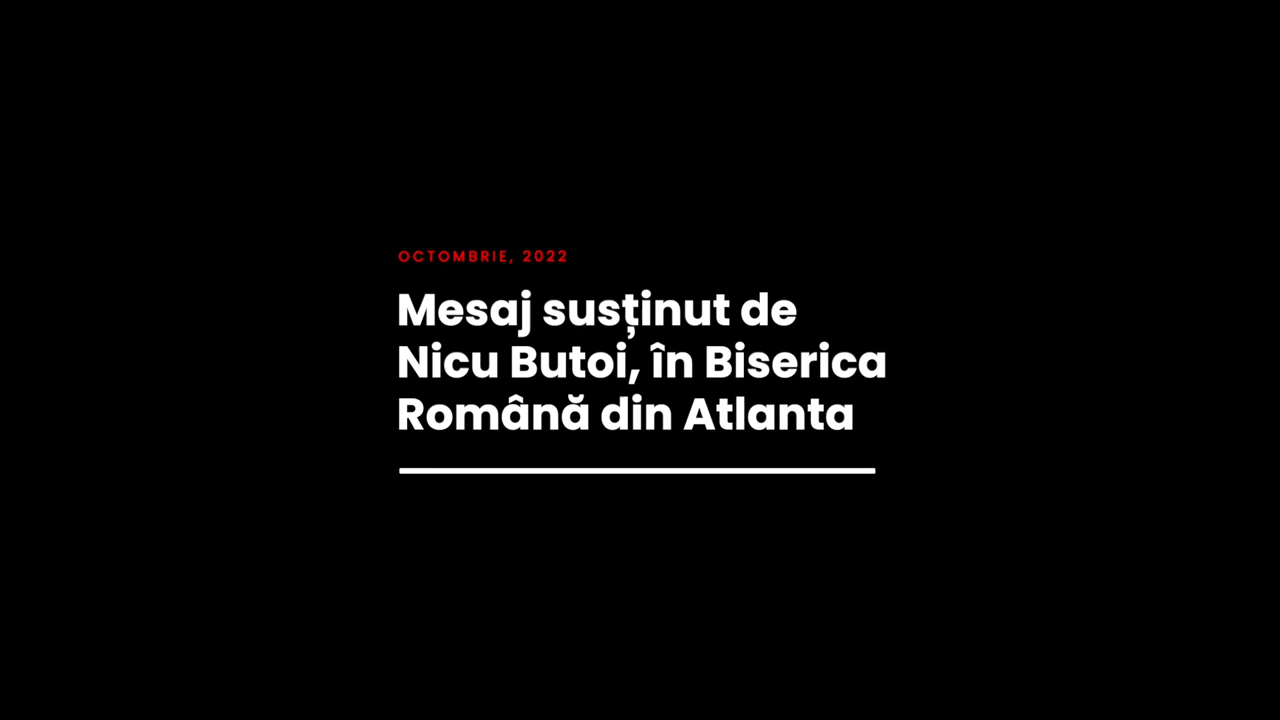 OCTOMBRIE, 2022
Mesaj susținut de
Nicu Butoi, în Biserica
Română din Atlanta